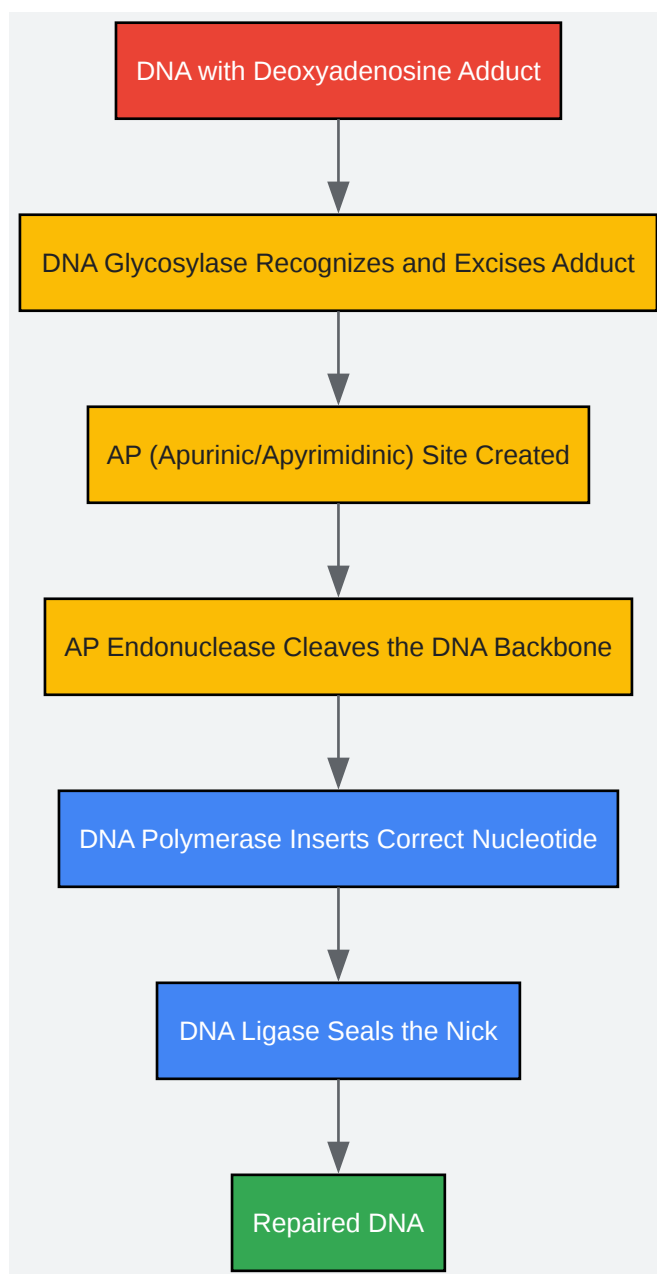 DNA with Deoxyadenosine Adduct
DNA Glycosylase Recognizes and Excises Adduct
AP (Apurinic/Apyrimidinic) Site Created
AP Endonuclease Cleaves the DNA Backbone
DNA Polymerase Inserts Correct Nucleotide
DNA Ligase Seals the Nick
Repaired DNA